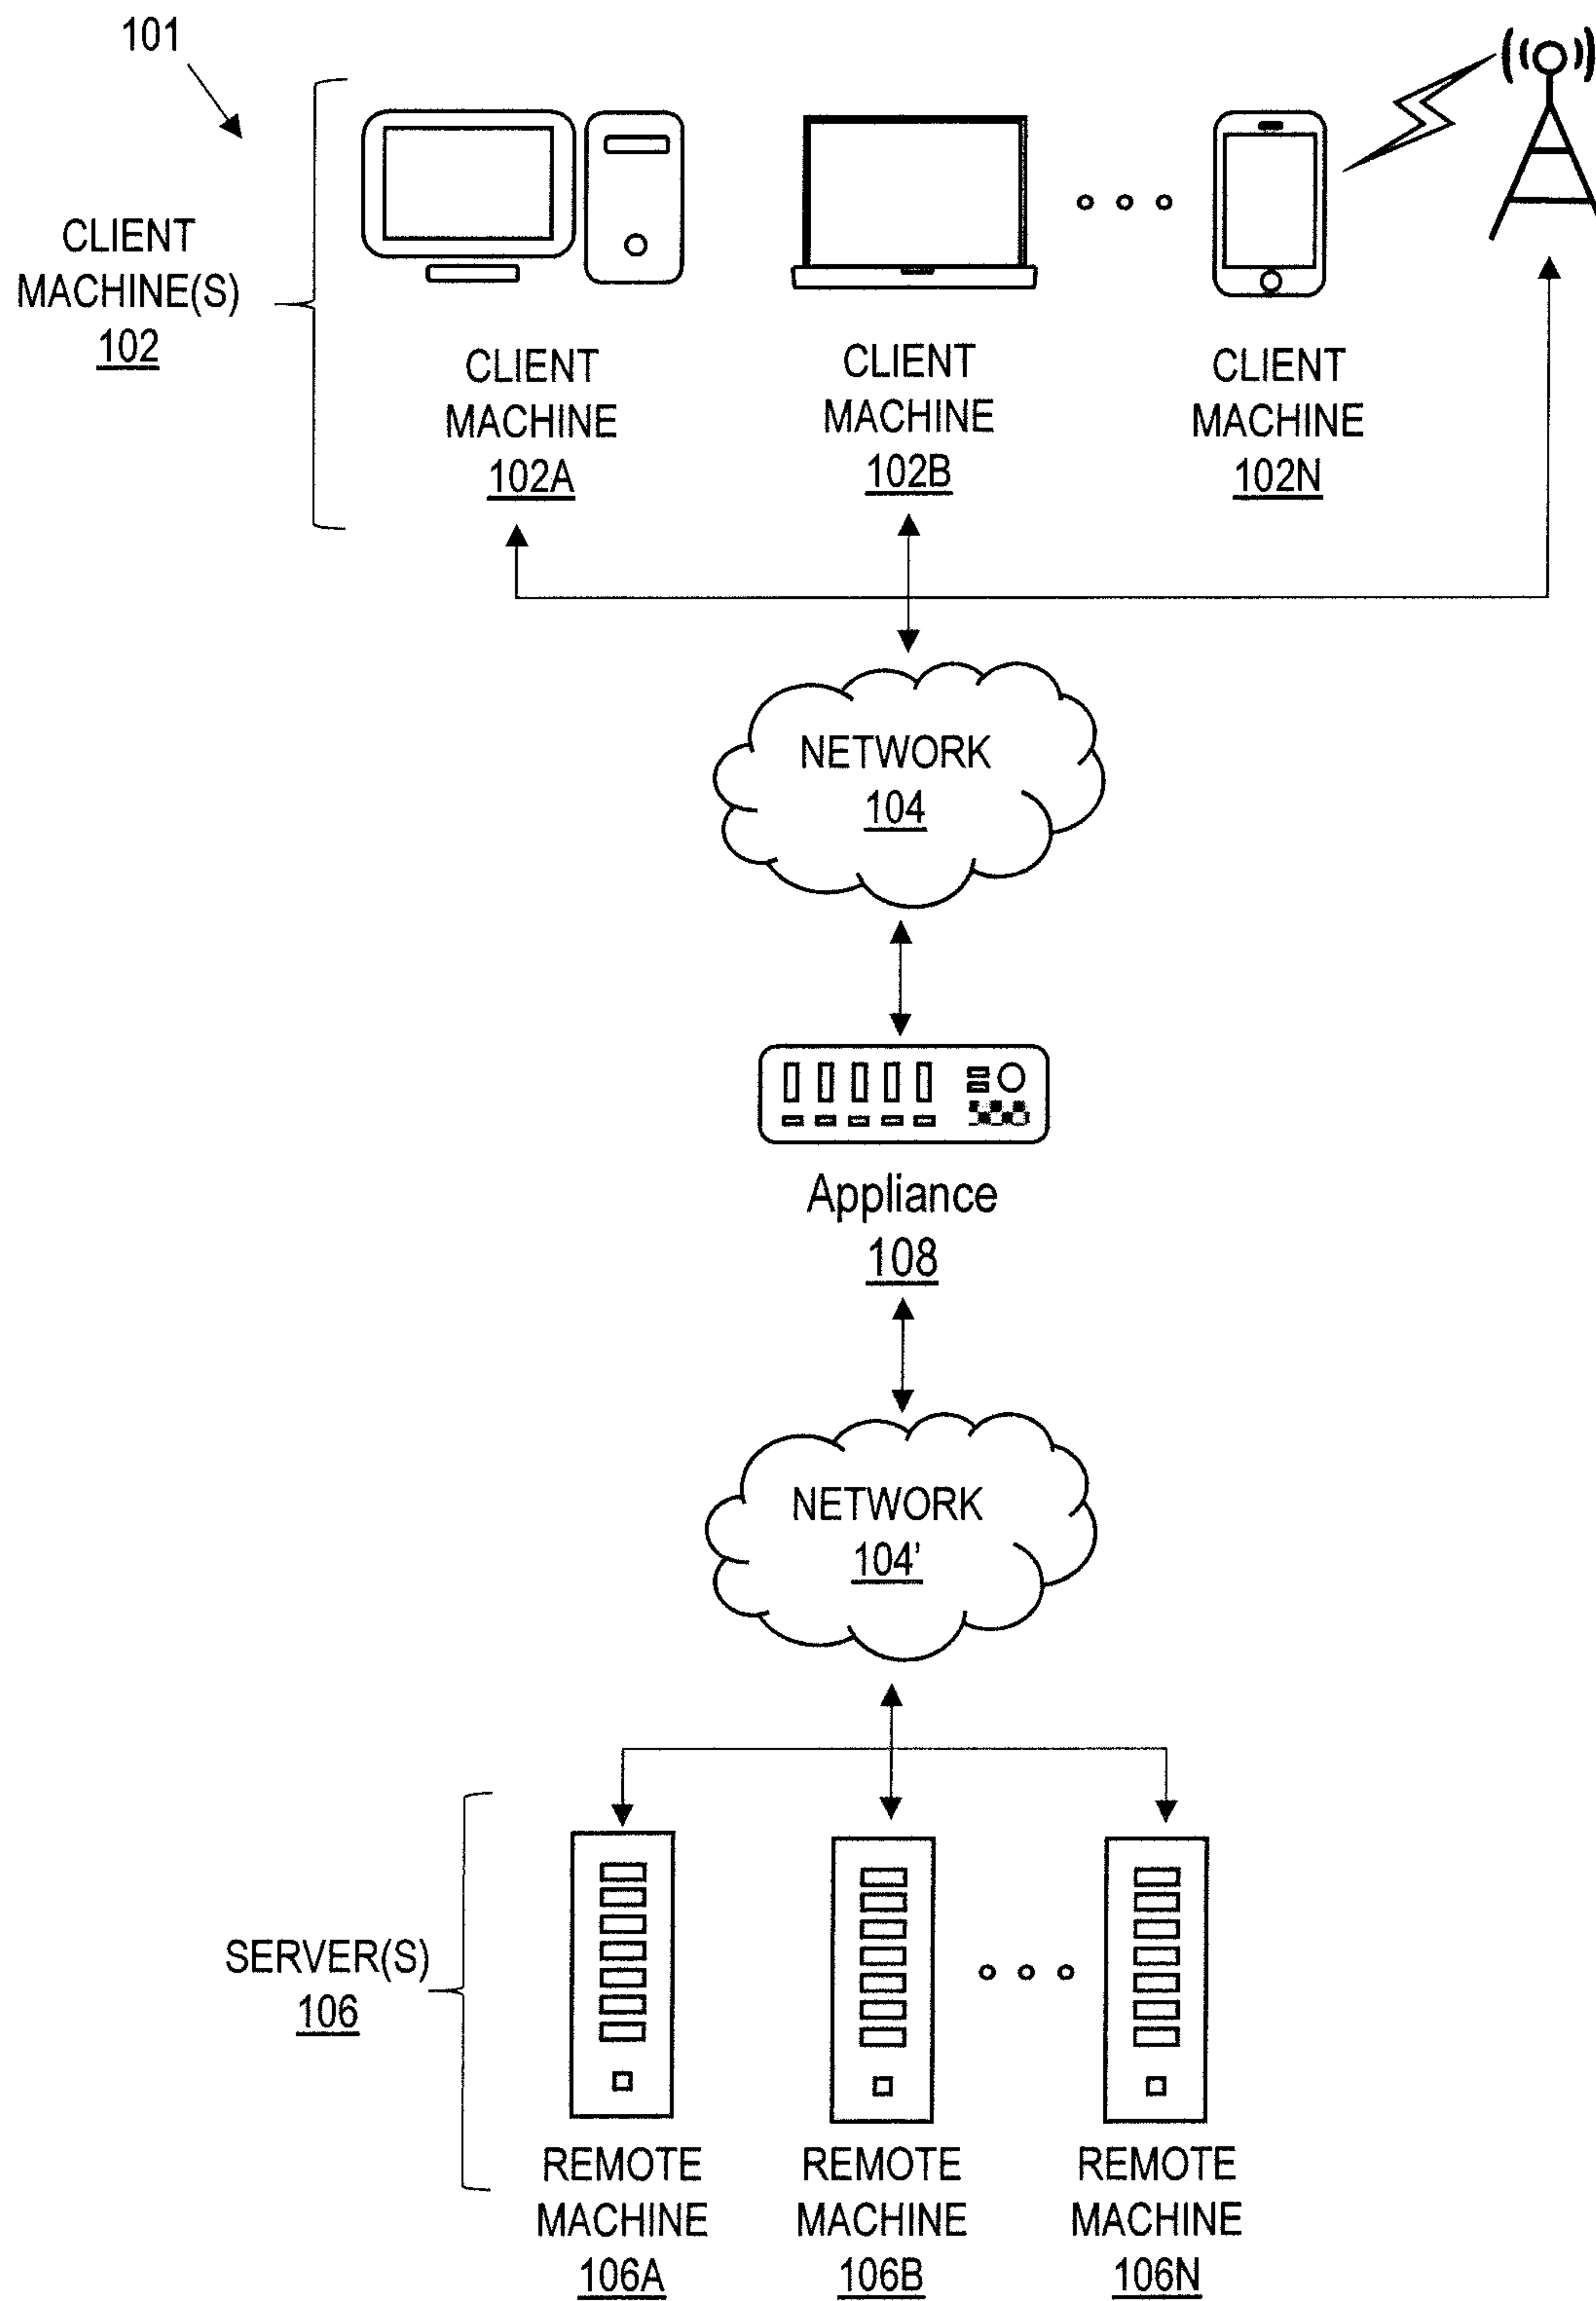 101
CLIENT
MACHINE(S)
102
CLIENT
MACHINE
102A
CLIENT
MACHINE
102B
CLIENT
MACHINE
102N
NETWORK
104
Appliance
108
NETWORK
104'
SERVER(S)
106
REMOTE
MACHINE
106A
REMOTE
MACHINE
106B
REMOTE
MACHINE
106N